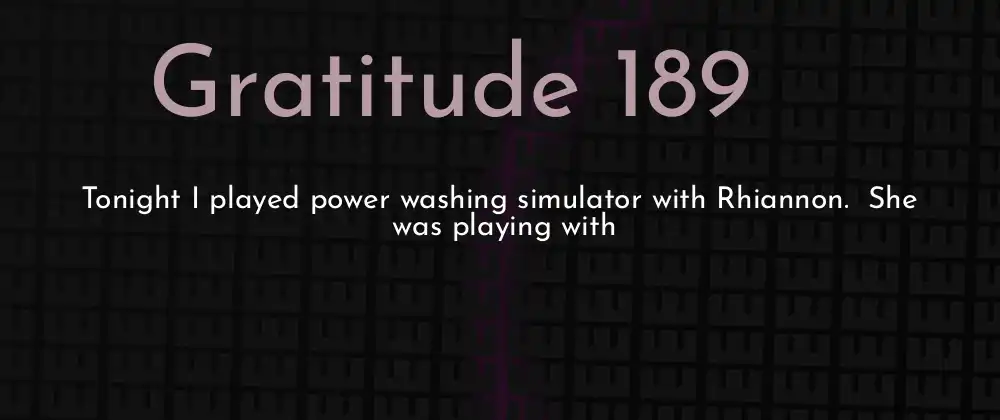 Gratitude 189
Tonight I played power washing simulator with Rhiannon.  She
was playing with